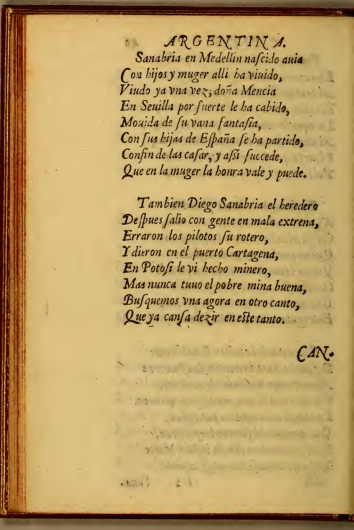 ARGENTINA.
Sanabria en Medellin naſcido auia
Con hijos y muger alli ha viuido,
Viudo ya vna vez, doña Mencia
En Seuilla por ſuerte le ha cabido,
Mouida de ſu vana fantaſia,
Con ſus hijas de Eſpaña ſe ha partido,
Con fin de las caſar, y aſsi ſuccede,
Que en la muger la honra vale y puede.
Tambien Diego Sanabria el heredero
Deſpues ſalio con gente en mala extrena,
Erraron los pilotos ſu rotero,
Y dieron en el puerto Cartagena,
En Potoſi le vi hecho minero,
Mas nunca tuuo el pobre mina buena,
Buſquemos vna agora en otro canto,
Que ya canſa dezir en eſte tanto.
CAN.